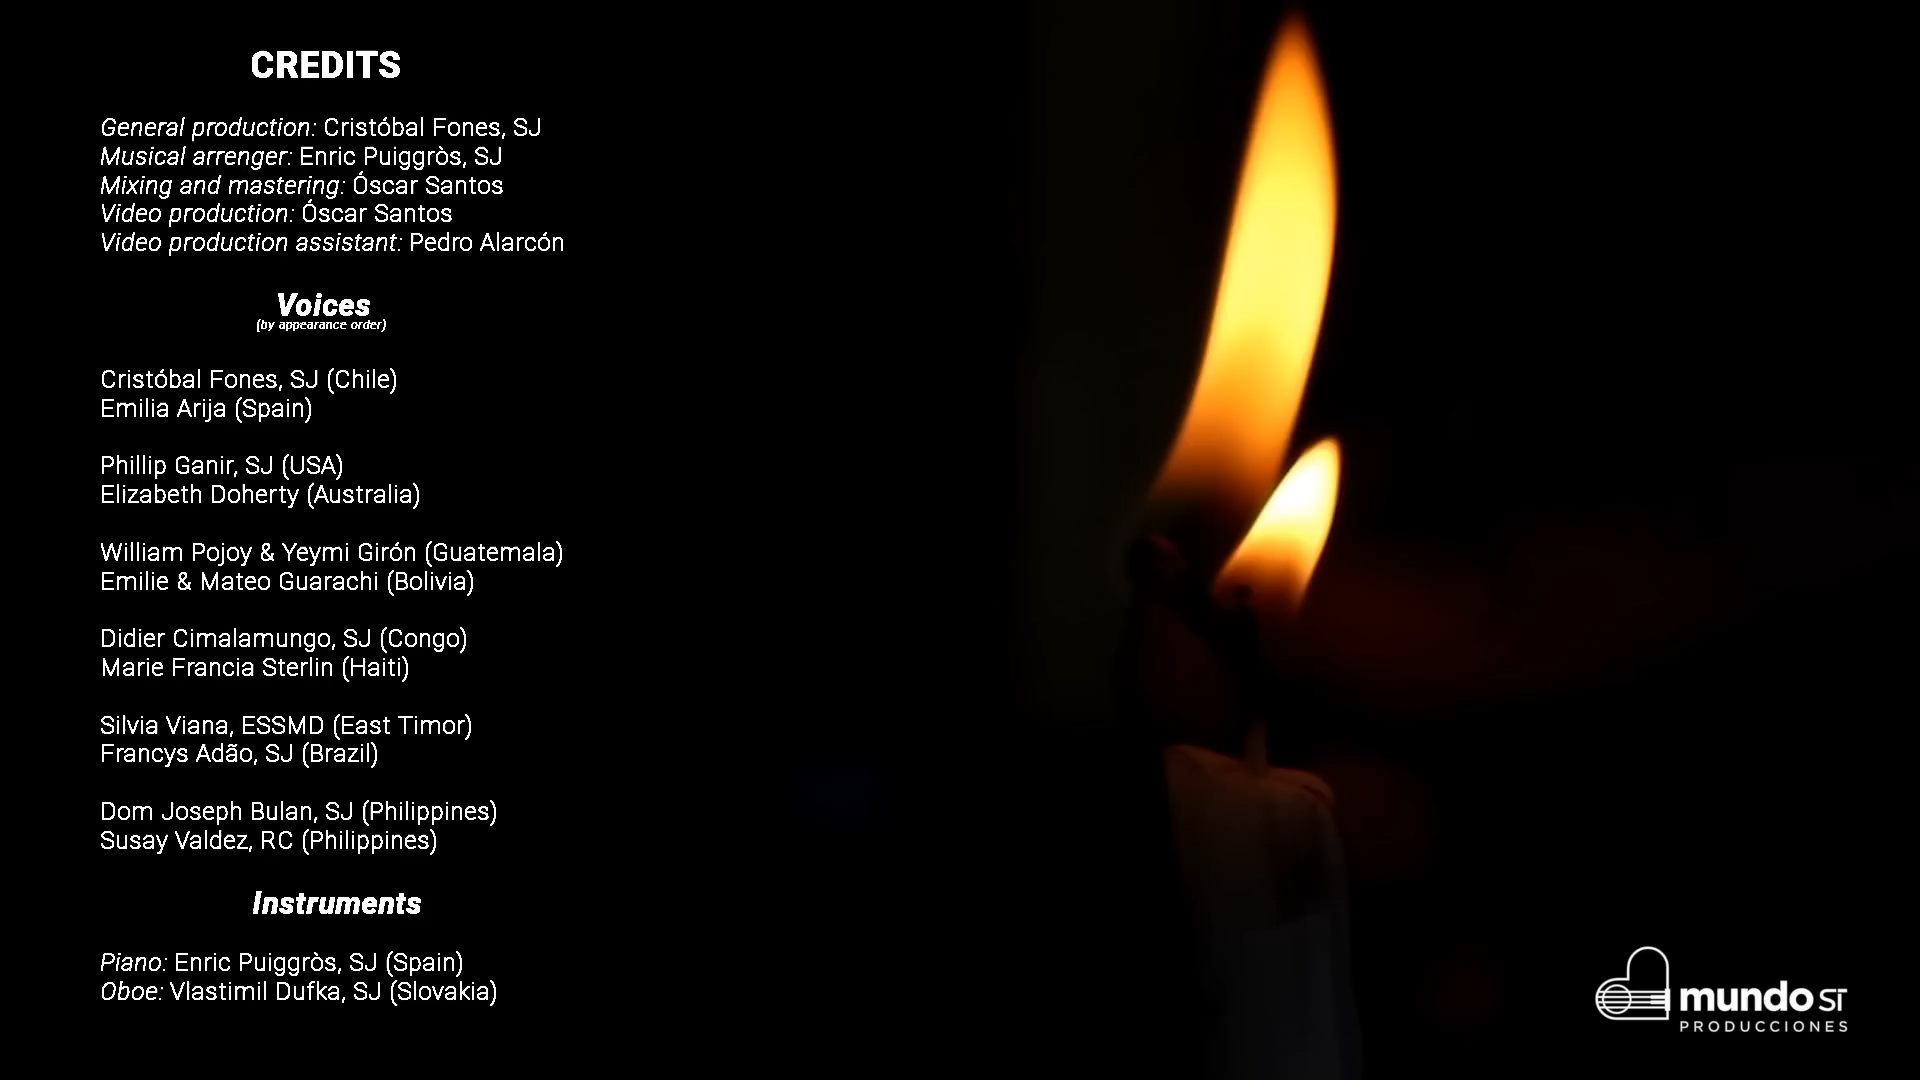 CREDITS
General production: Cristóbal Fones, SJ
Musical arrenger: Enric Puiggròs, SJ
Mixing and mastering: Óscar Santos
Video production: Óscar Santos
Video production assistant: Pedro Alarcón
Voices
(by appearance order)
Cristóbal Fones, SJ (Chile)
Emilia Arija (Spain)
Phillip Ganir, SJ (USA)
Elizabeth Doherty (Australia)
William Pojoy & Yeymi Girón (Guatemala)
Emilie & Mateo Guarachi (Bolivia)
Didier Cimalamungo, SJ (Congo)
Marie Francia Sterlin (Haiti)
Silvia Viana, ESSMD (East Timor)
Francys Adão, SJ (Brazil)
Dom Joseph Bulan, SJ (Philippines)
Susay Valdez, RC (Philippines)
Instruments
Piano: Enric Puiggròs, SJ (Spain)
Oboe: Vlastimil Dufka, SJ (Slovakia)
mundo SI
PRODUCCIONES